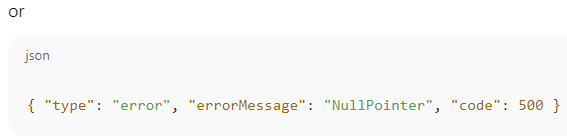 or
json
{ "type": "error", "errorMessage": "NullPointer", "code": 500 }